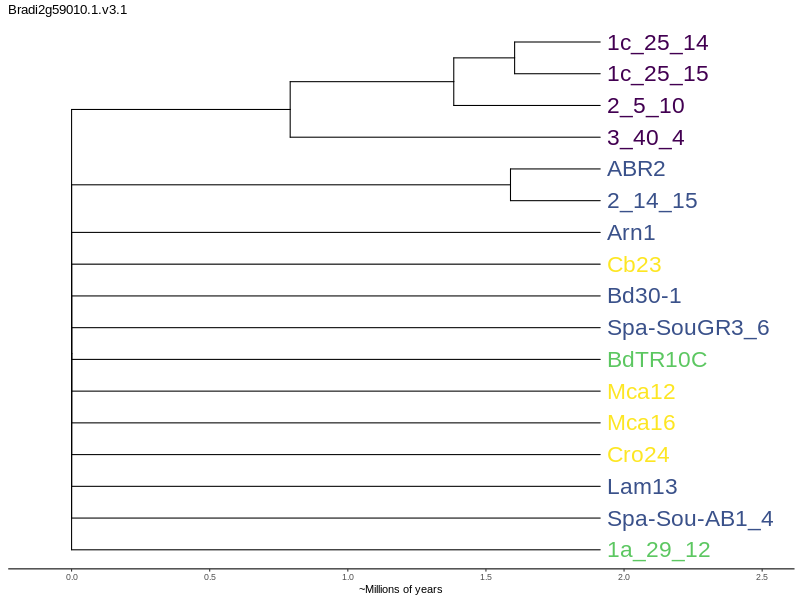 Bradi2g59010.1.v3.1
1c_25_14
1c_25_15
2_5_10
3_40_4
ABR2
2_14_15
Arn1
Cb23
Bd30-1
Spa-SouGR3_6
BdTR10C
Mca12
Mca16
Cro24
Lam13
Spa-Sou-AB1_4
1a_29_12
0.0 0.5 1.0 1.5 2.0 2.5
~Millions of years